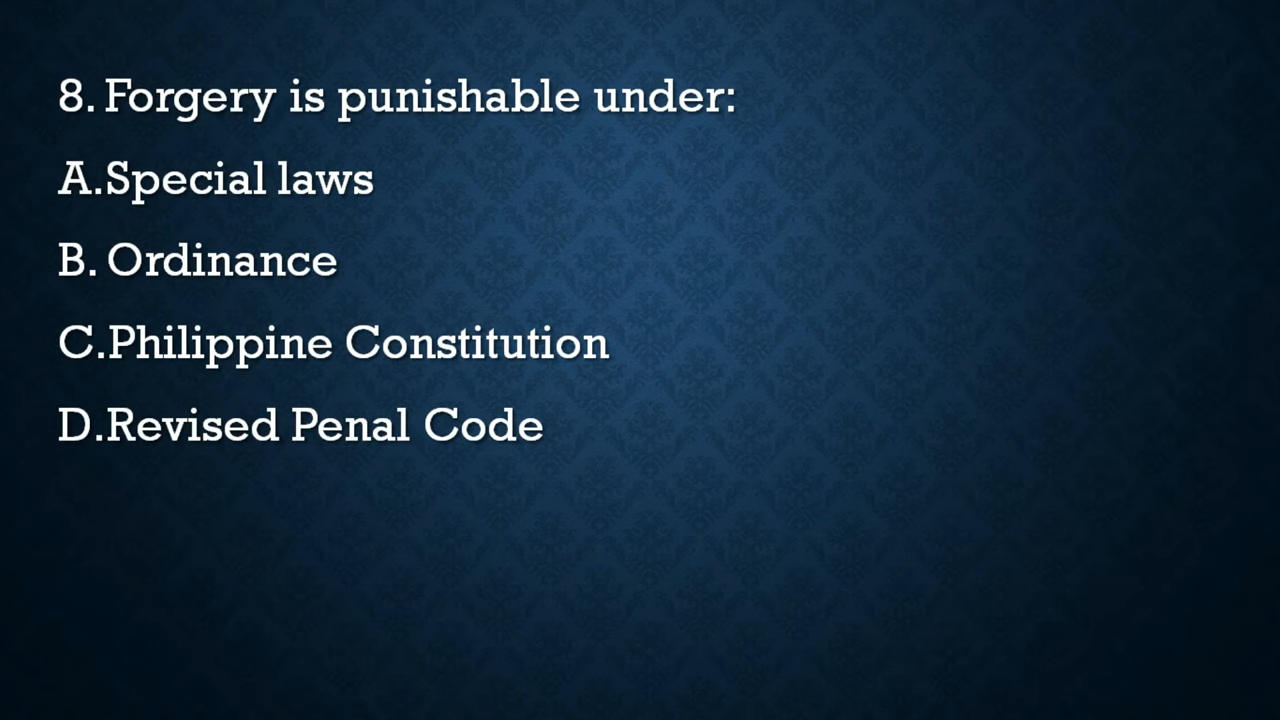 8. Forgery is punishable under:
A.Special laws
B. Ordinance
C.Philippine Constitution
D.Revised Penal Code